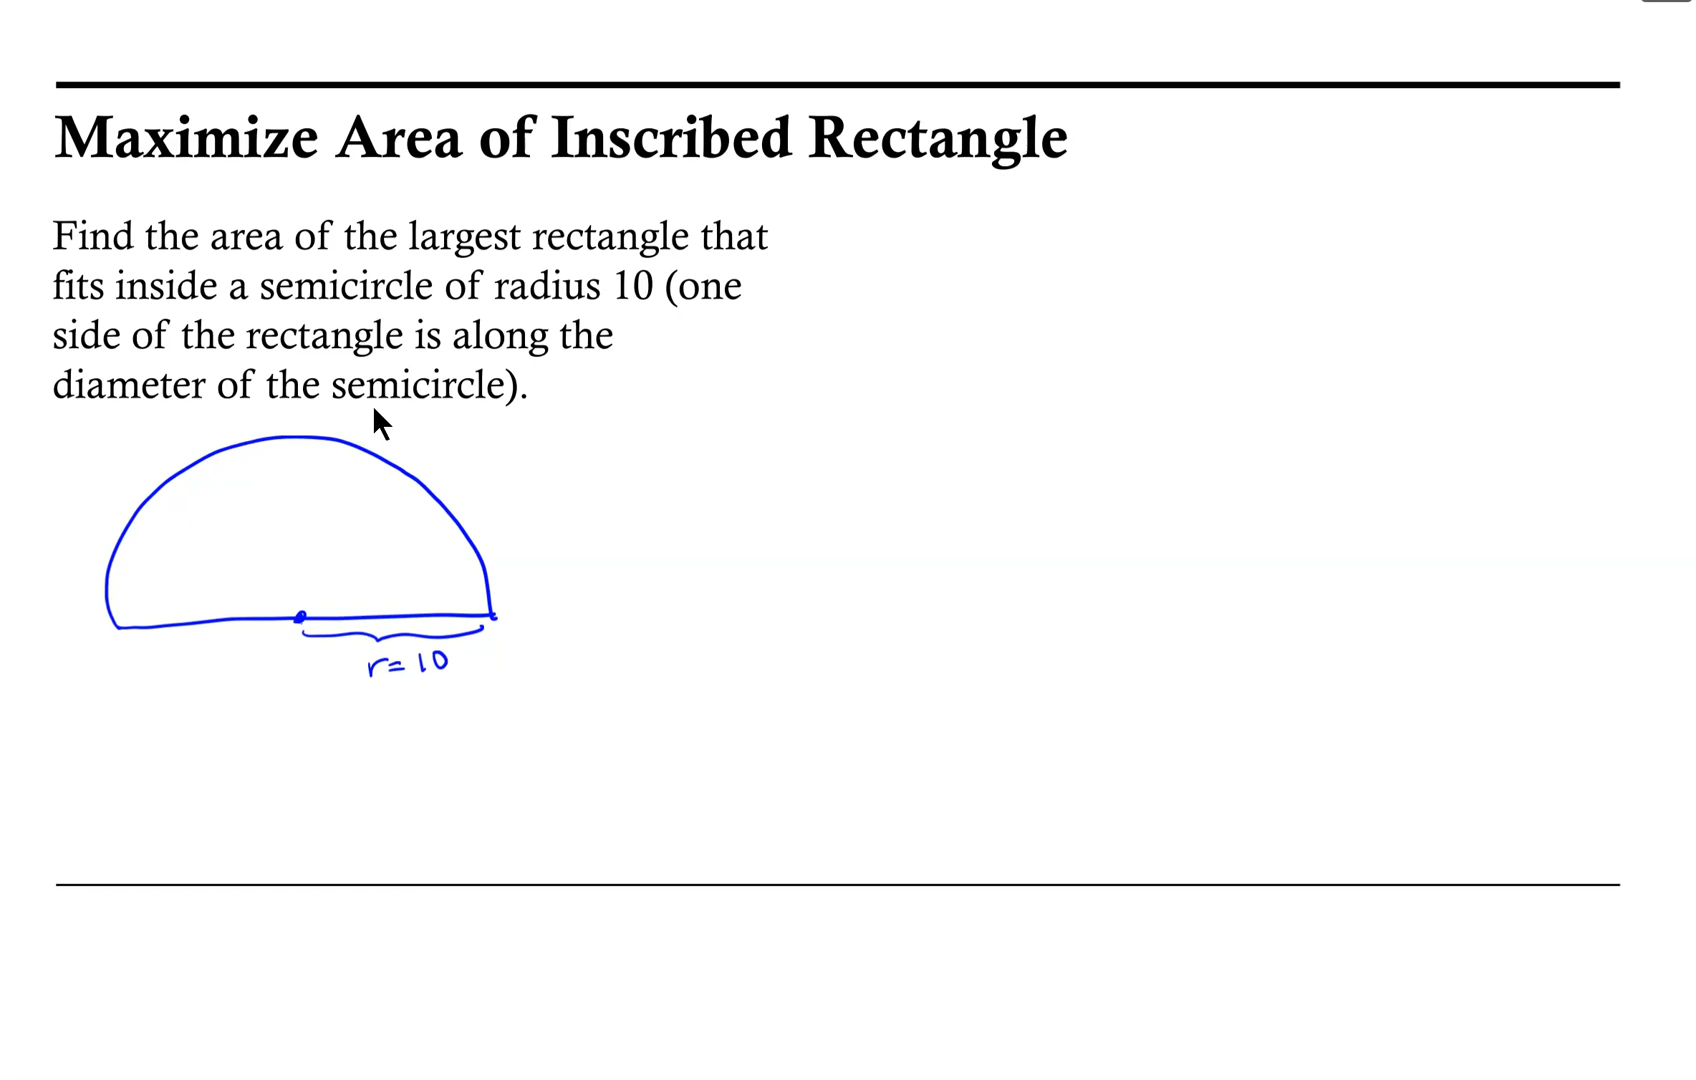 Maximize Area of Inscribed Rectangle
Find the area of the largest rectangle that
fits inside a semicircle of radius 10 (one
side of the rectangle is along the
diameter of the semicircle).
r = 10